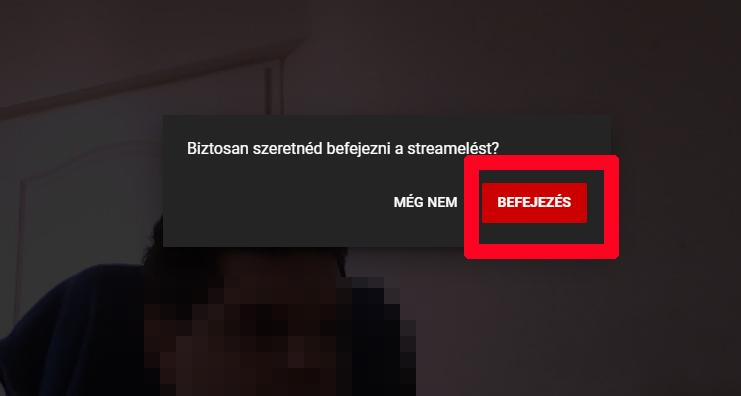 Biztosan szeretnéd befejezni a streamelést?
MÉG NEM BEFEJEZÉS